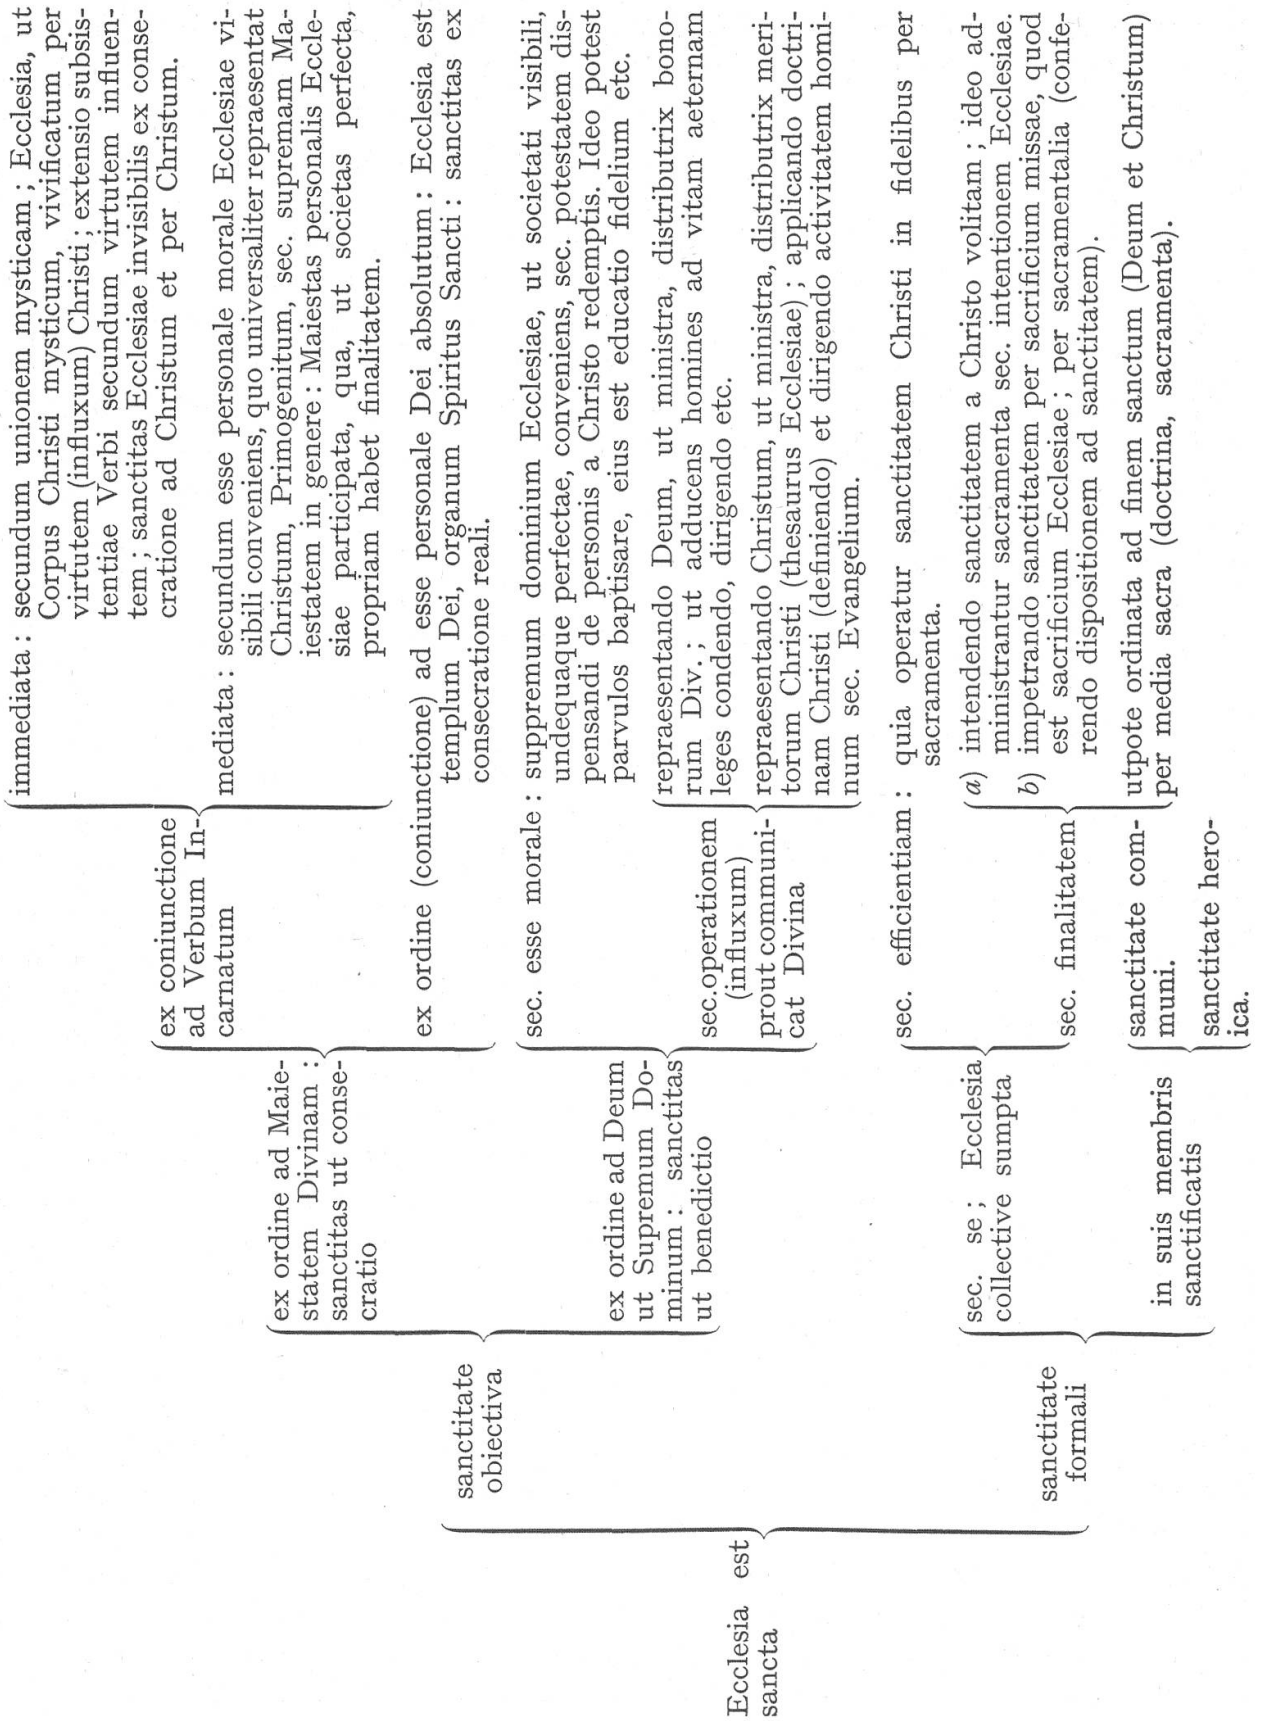 Ecclesia est
sancta
sanctitate
obiectiva
ex ordine ad Maie-
statem Divinam :
sanctitas ut conse-
cratio
ex coniunctione
ad Verbum In-
carnatum
immediata : secundum unionem mysticam ; Ecclesia, ut
Corpus Christi mysticum, vivificatum per
virtutem (influxum) Christi ; extensio subsis-
tentiae Verbi secundum virtutem influen-
tem ; sanctitas Ecclesiae invisibilis ex conse-
cratione ad Christum et per Christum.
mediata : secundum esse personale morale Ecclesiae vi-
sibili conveniens, quo universaliter repraesentat
Christum, Primogenitum, sec. supremam Ma-
iestatem in genere : Maiestas personalis Eccle-
siae participata, qua, ut societas perfecta,
propriam habet finalitatem.
ex ordine (coniunctione) ad esse personale Dei absolutum : Ecclesia est
templum Dei, organum Spiritus Sancti : sanctitas ex
consecratione reali.
ex ordine ad Deum
ut Supremum Do-
minum : sanctitas
ut benedictio
sec. esse morale : supremum dominium Ecclesiae, ut societati visibili,
undequaque perfectae, conveniens, sec. potestatem dis-
pensandi de personis a Christo redemptis. Ideo potest
parvulos baptisare, eius est educatio fidelium etc.
sec. operationem
(influxum)
prout communi-
cat Divina
repraesentando Deum, ut ministra, distributrix bono-
rum Div. ; ut adducens homines ad vitam aeternam
leges condendo, dirigendo etc.
repraesentando Christum, ut ministra, distributrix meri-
torum Christi (thesaurus Ecclesiae) ; applicando doctri-
nam Christi (definiendo) et dirigendo activitatem homi-
num sec. Evangelium.
sanctitate
formali
sec. se ; Ecclesia
collective sumpta
sec. efficientiam : quia operatur sanctitatem Christi in fidelibus per
sacramenta.
sec. finalitatem
a) intendendo sanctitatem a Christo volitam ; ideo ad-
ministrantur sacramenta sec. intentionem Ecclesiae.
b) impetrando sanctitatem per sacrificium missae, quod
est sacrificium Ecclesiae ; per sacramentalia (confe-
rendo dispositionem ad sanctitatem).
in suis membris
sanctificatis
sanctitate com-
muni.
sanctitate hero-
ica.
utpote ordinata ad finem sanctum (Deum et Christum)
per media sacra (doctrina, sacramenta).